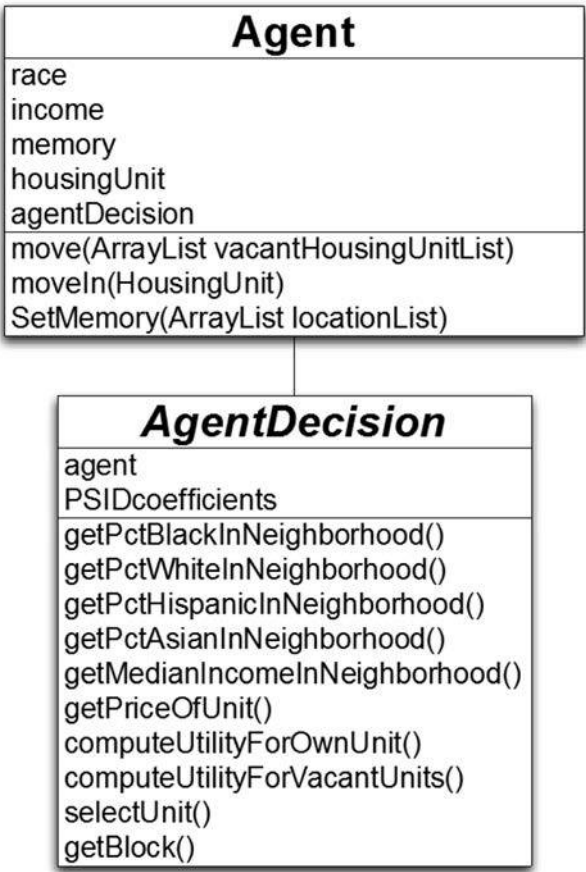 Agent
race
income
memory
housingUnit
agentDecision
move(ArrayList vacantHousingUnitList)
moveIn(HousingUnit)
SetMemory(ArrayList locationList)
AgentDecision
agent
PSIDcoefficients
getPctBlackInNeighborhood()
getPctWhiteInNeighborhood()
getPctHispanicInNeighborhood()
getPctAsianInNeighborhood()
getMedianIncomeInNeighborhood()
getPriceOfUnit()
computeUtilityForOwnUnit()
computeUtilityForVacantUnits()
selectUnit()
getBlock()